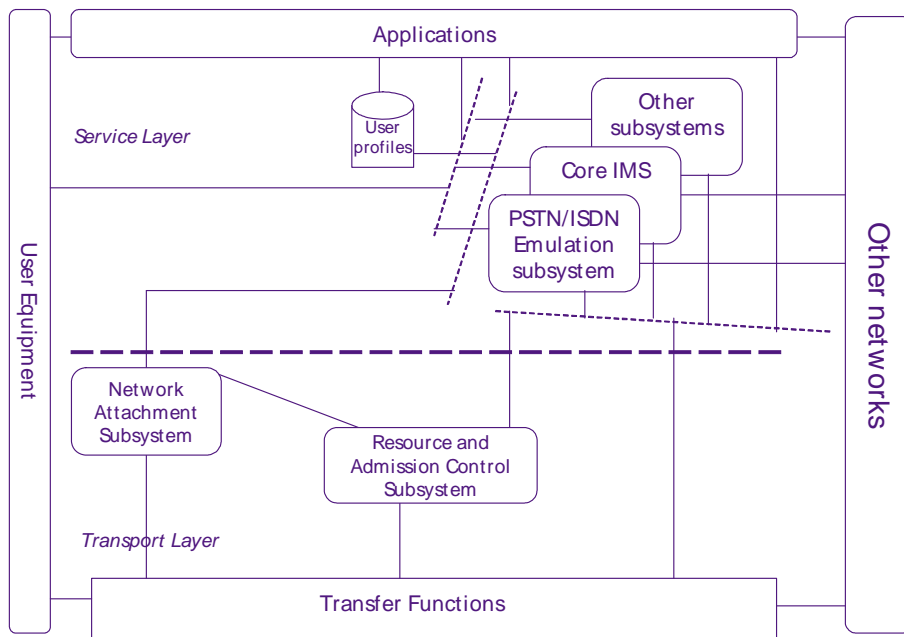 Applications
Other
subsystems
User
profiles
Service Layer
Core IMS
PSTN/ISDN
Emulation
subsystem
User Equipment
Other networks
Network
Attachment
Subsystem
Resource and
Admission Control
Subsystem
Transport Layer
Transfer Functions